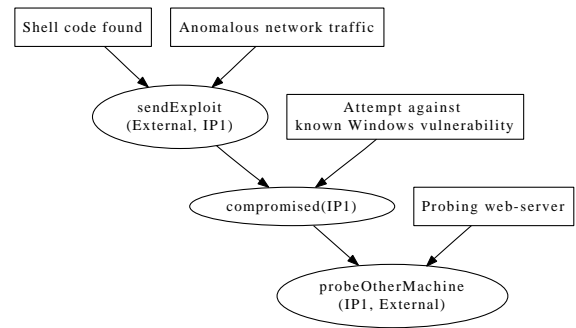 Shell code found
Anomalous network traffic
sendExploit
(External, IP1)
Attempt against
known Windows vulnerability
compromised(IP1)
Probing web-server
probeOtherMachine
(IP1, External)